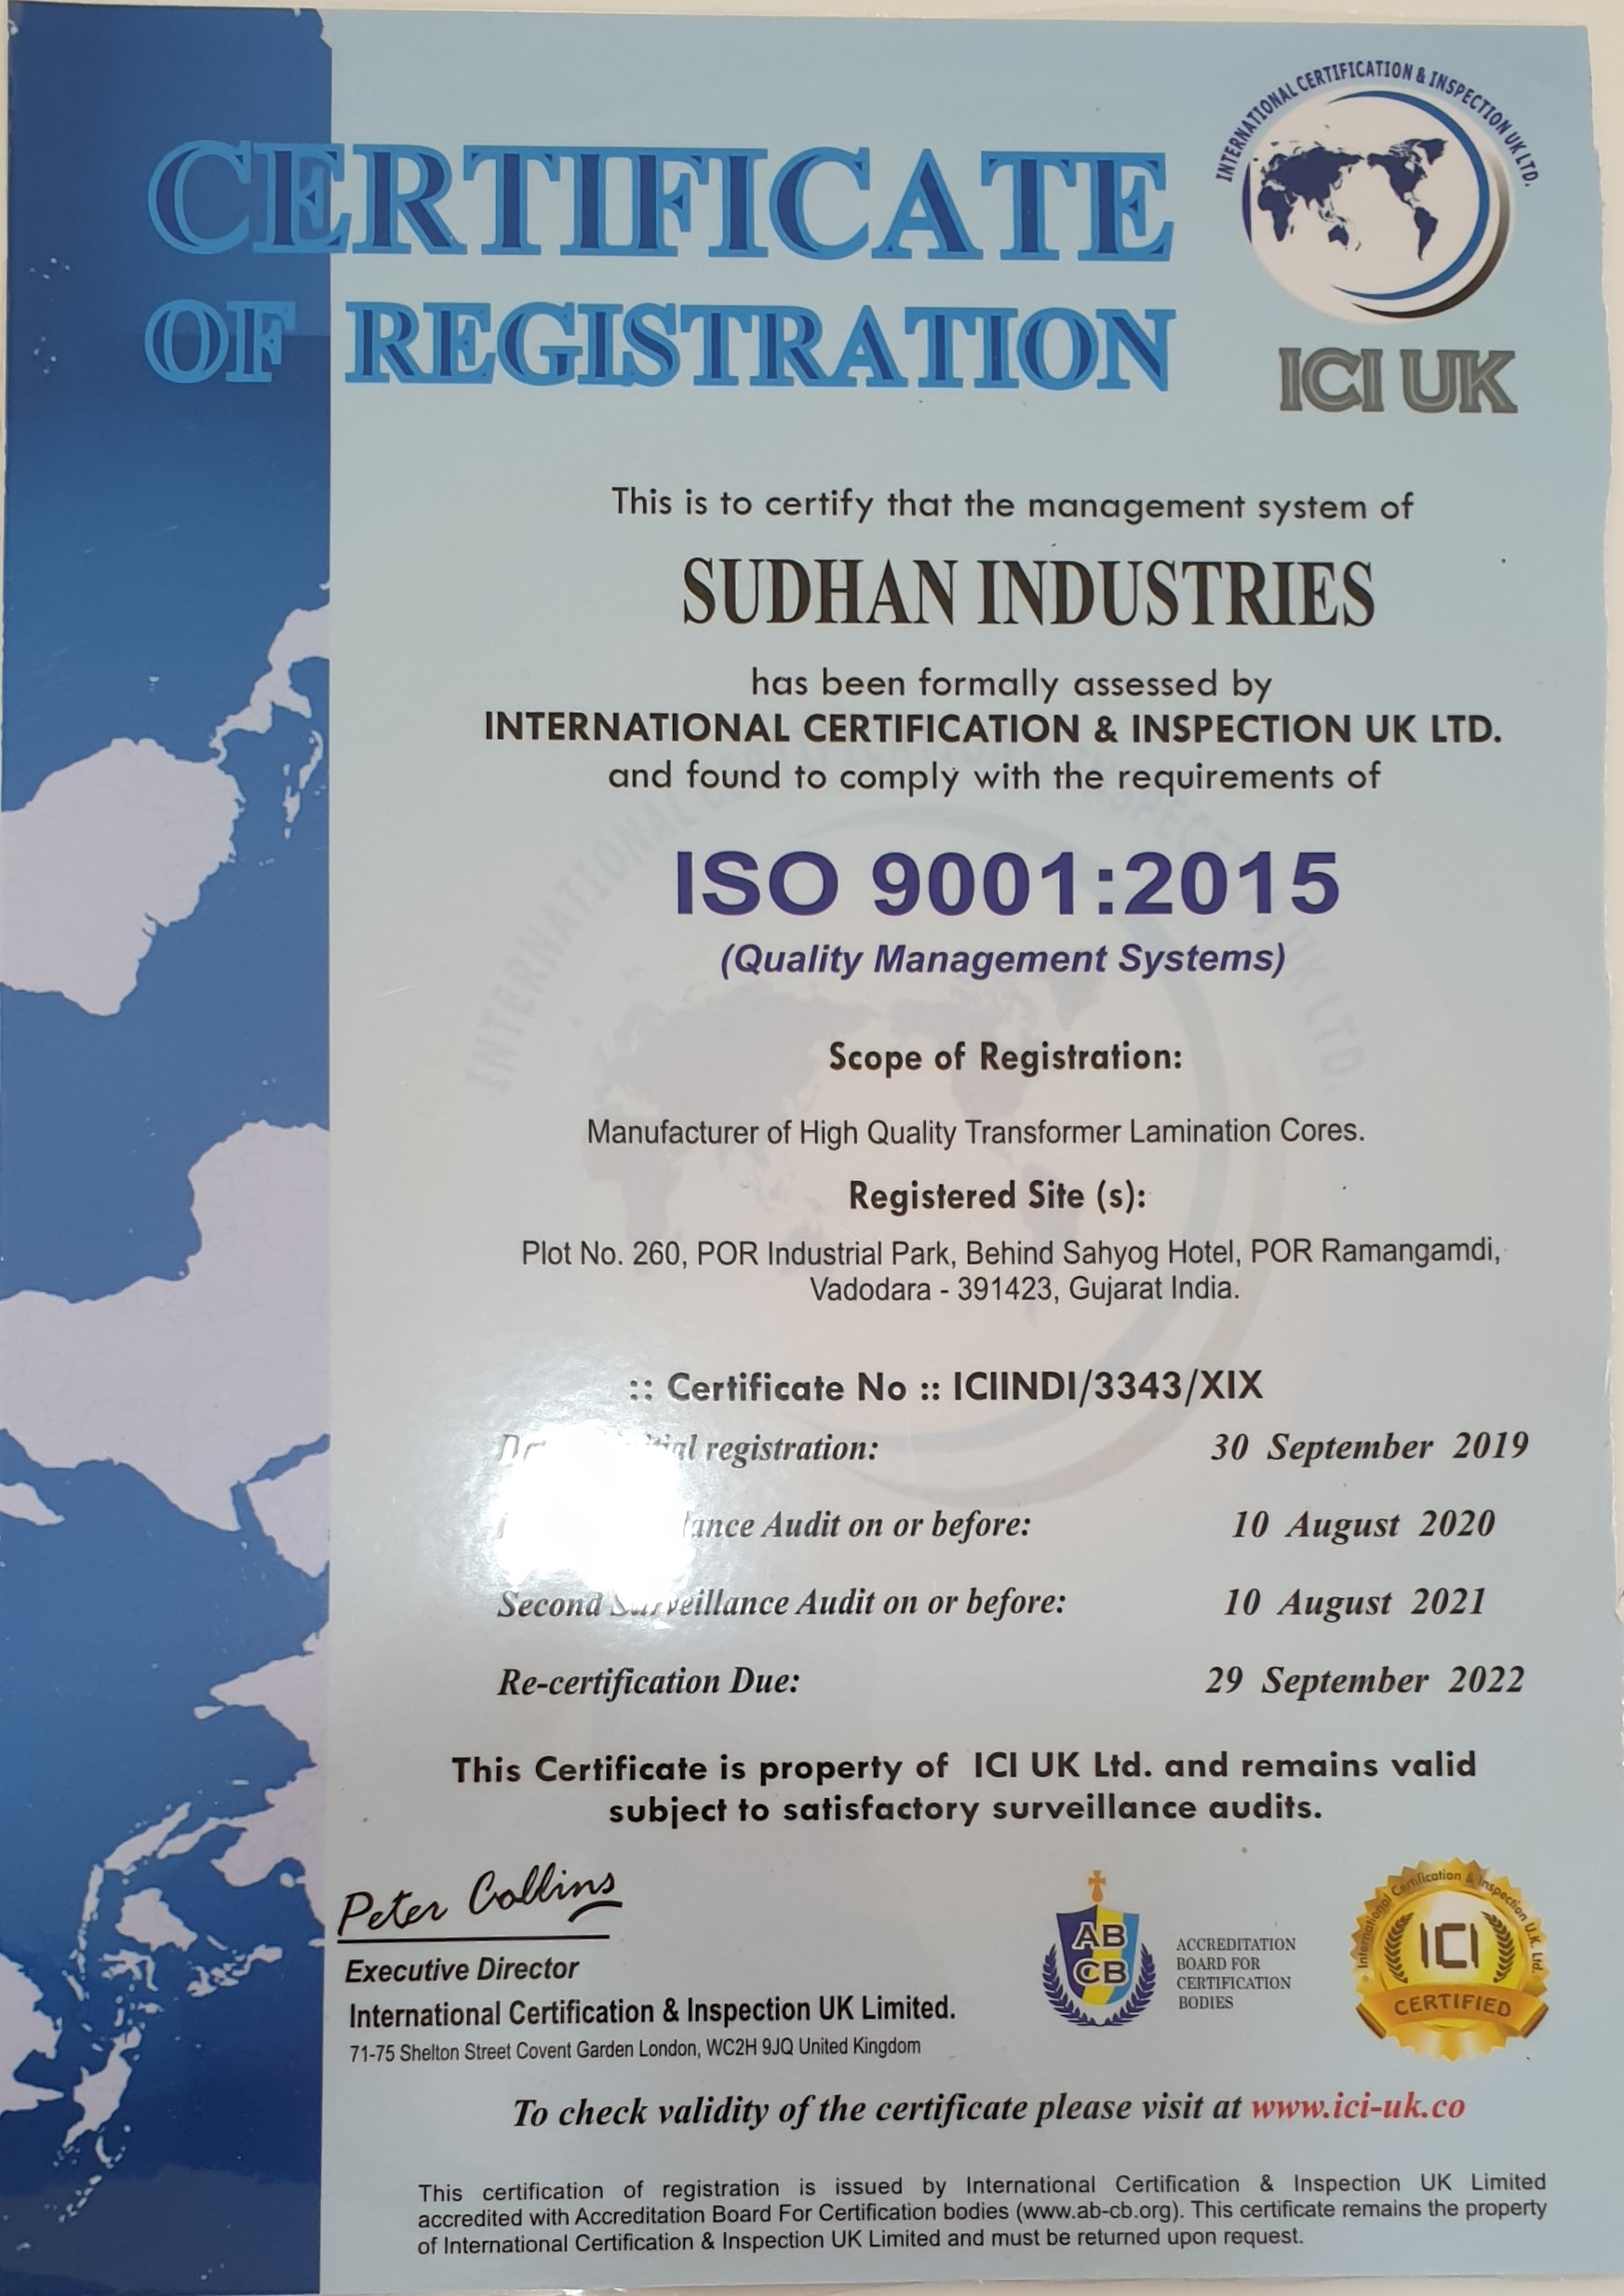 INTERNATIONAL CERTIFICATION & INSPECTION UK LTD.
CERTIFICATE
OF REGISTRATION
ICI UK
This is to certify that the management system of
SUDHAN INDUSTRIES
has been formally assessed by
INTERNATIONAL CERTIFICATION & INSPECTION UK LTD.
and found to comply with the requirements of
ISO 9001:2015
(Quality Management Systems)
Scope of Registration:
Manufacturer of High Quality Transformer Lamination Cores.
Registered Site (s):
Plot No. 260, POR Industrial Park, Behind Sahyog Hotel, POR Ramangamdi,
Vadodara - 391423, Gujarat India.
:: Certificate No :: ICIINDI/3343/XIX
registration: 30 September 2019
Audit on or before: 10 August 2020
Second Surveillance Audit on or before: 10 August 2021
Re-certification Due: 29 September 2022
This Certificate is property of ICI UK Ltd. and remains valid
subject to satisfactory surveillance audits.
Peter Collins
Executive Director
International Certification & Inspection UK Limited.
71-75 Shelton Street Covent Garden London, WC2H 9JQ United Kingdom
AB
CB
ACCREDITATION
BOARD FOR
CERTIFICATION
BODIES
International Certification & Inspection U.K. Ltd.
ICI
CERTIFIED
To check validity of the certificate please visit at www.ici-uk.co
This certification of registration is issued by International Certification & Inspection UK Limited
accredited with Accreditation Board For Certification bodies (www.ab-cb.org). This certificate remains the property
of International Certification & Inspection UK Limited and must be returned upon request.